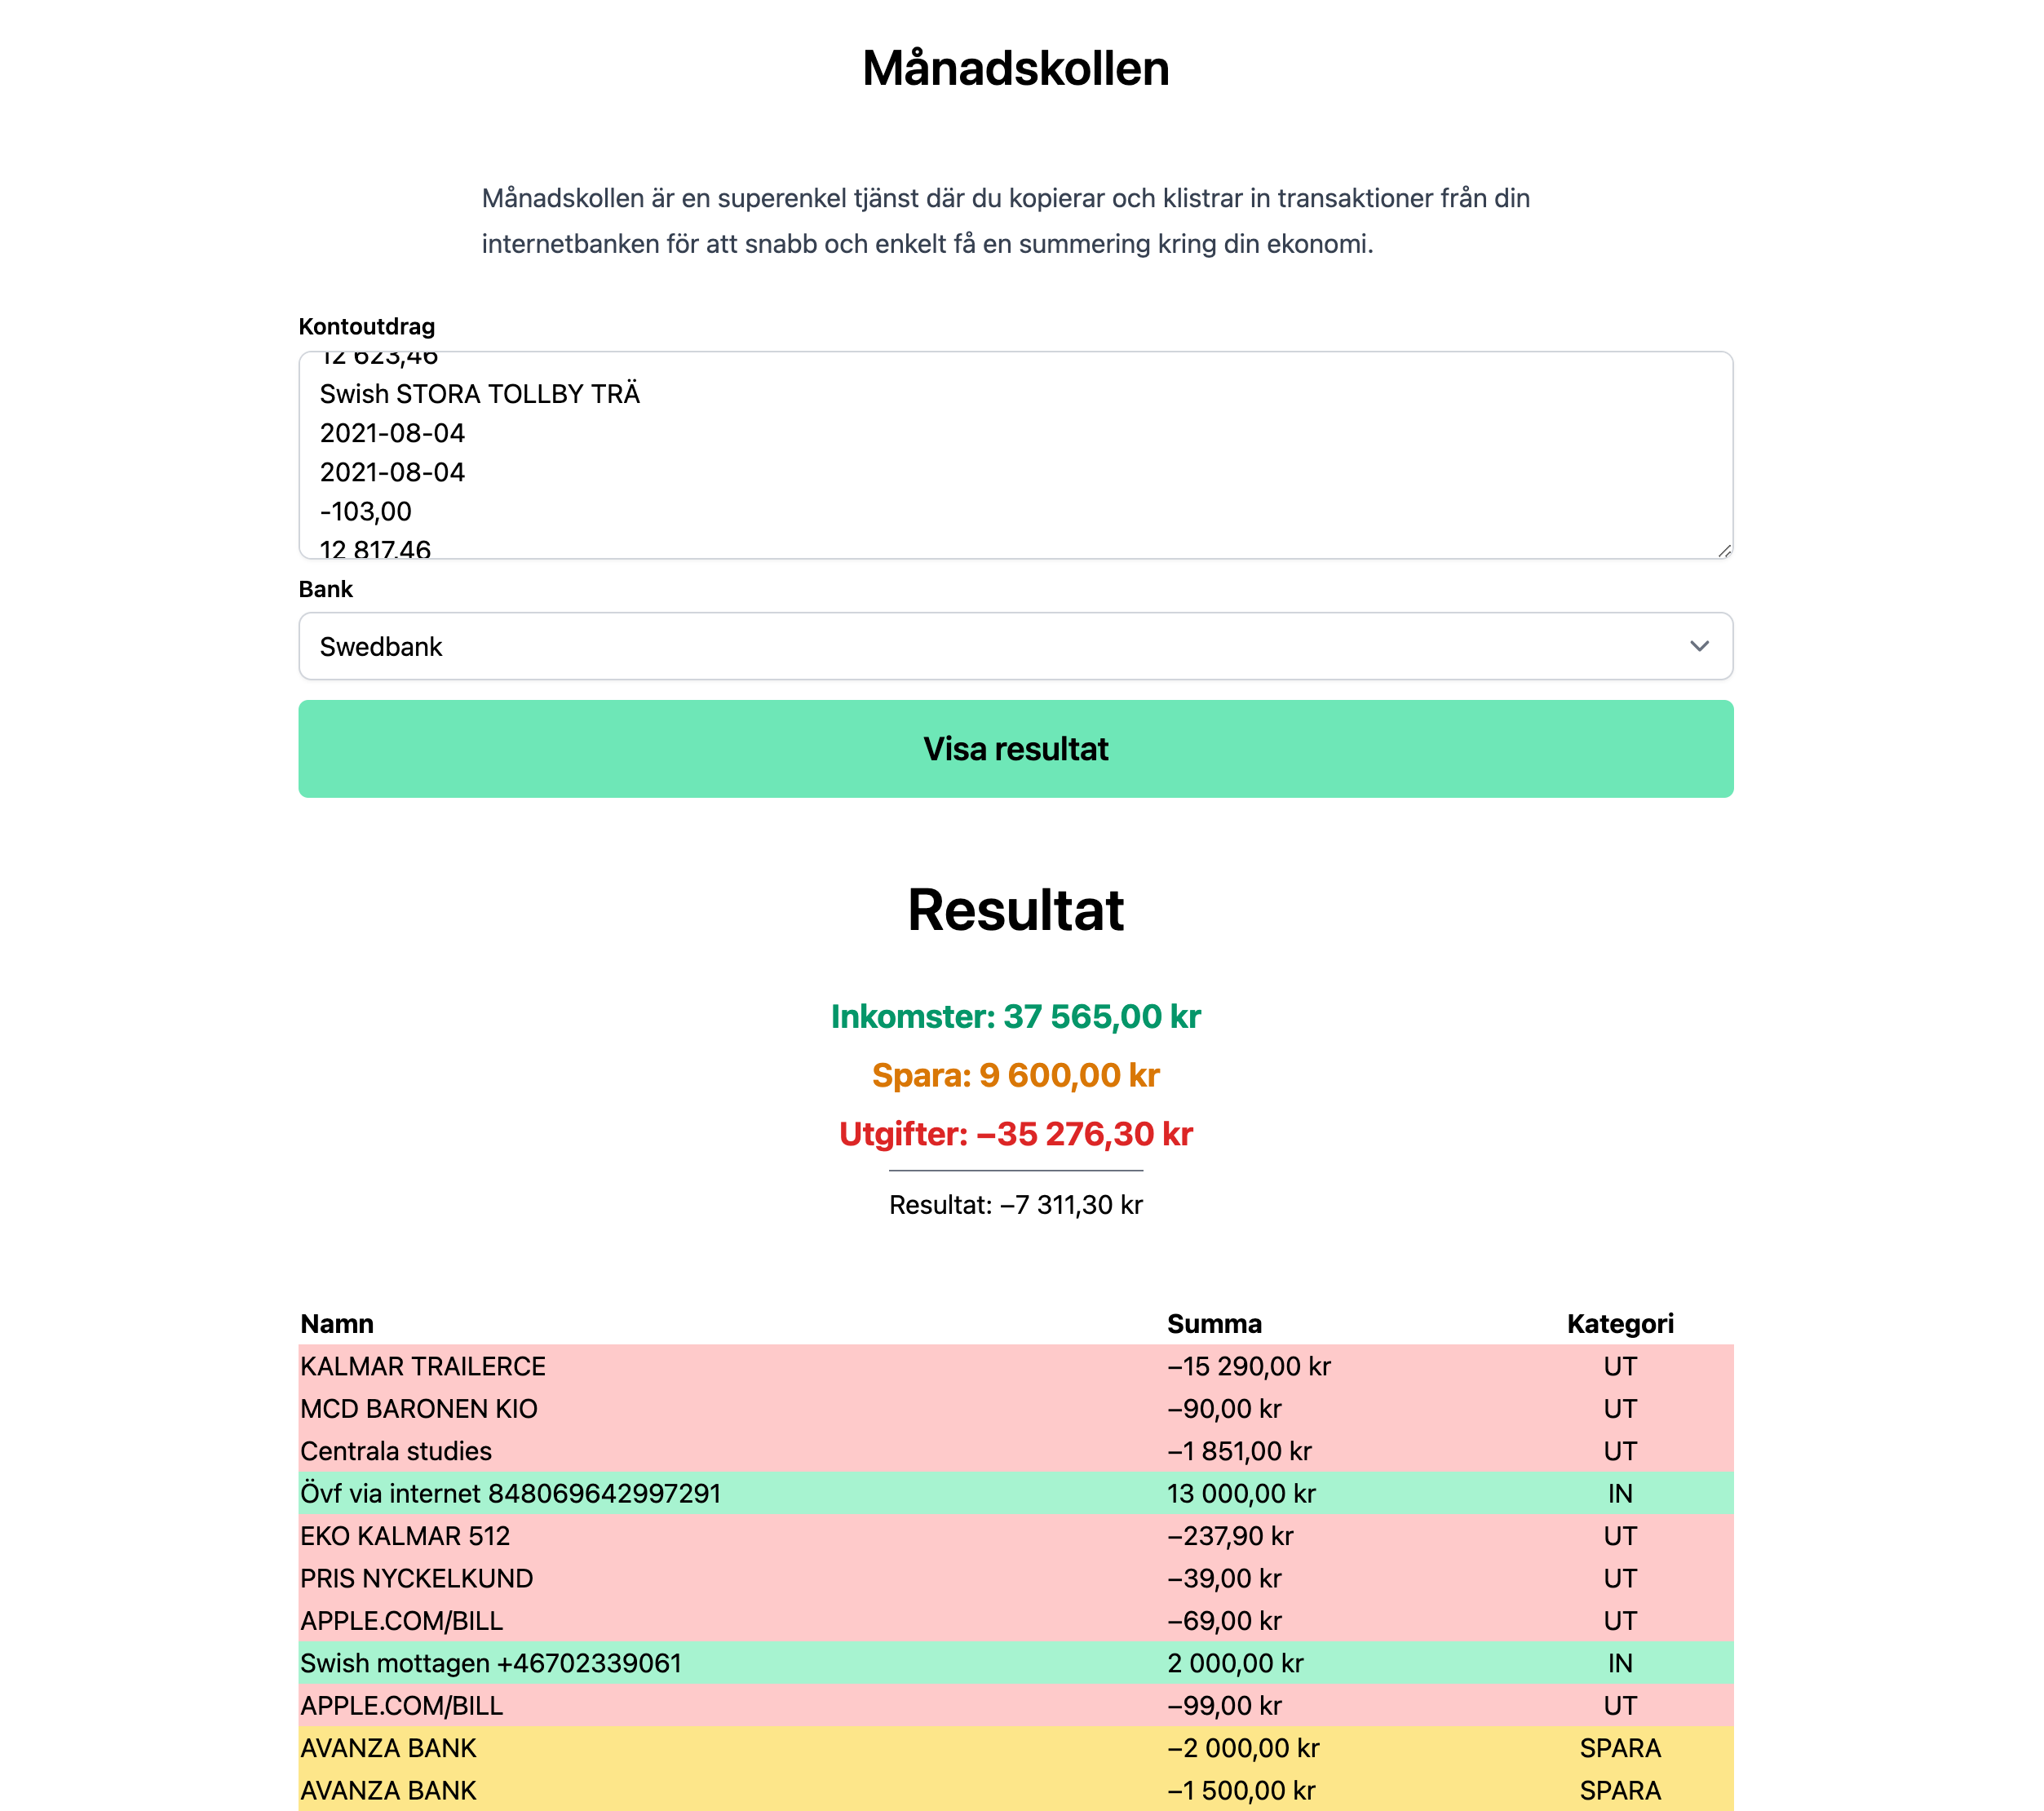 Månadskollen
Månadskollen är en superenkel tjänst där du kopierar och klistrar in transaktioner från din
internetbanken för att snabb och enkelt få en summering kring din ekonomi.
Kontoutdrag
12 623,46
Swish STORA TOLLBY TRÄ
2021-08-04
2021-08-04
-103,00
12 817,46
Bank
Swedbank
Visa resultat
Resultat
Inkomster: 37 565,00 kr
Spara: 9 600,00 kr
Utgifter: −35 276,30 kr
Resultat: −7 311,30 kr
Namn Summa Kategori
KALMAR TRAILERCE −15 290,00 kr UT
MCD BARONEN KIO −90,00 kr UT
Centrala studies −1 851,00 kr UT
Övf via internet 848069642997291 13 000,00 kr IN
EKO KALMAR 512 −237,90 kr UT
PRIS NYCKELKUND −39,00 kr UT
APPLE.COM/BILL −69,00 kr UT
Swish mottagen +46702339061 2 000,00 kr IN
APPLE.COM/BILL −99,00 kr UT
AVANZA BANK −2 000,00 kr SPARA
AVANZA BANK −1 500,00 kr SPARA